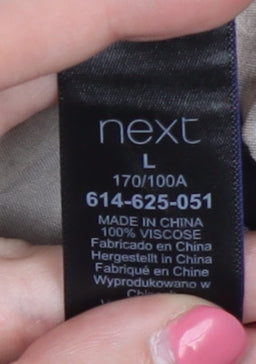 next
L
170/100A
614-625-051
MADE IN CHINA
100% VISCOSE
Fabricado en China
Hergestellt in China
Fabriqué en Chine
Wyprodukowano w